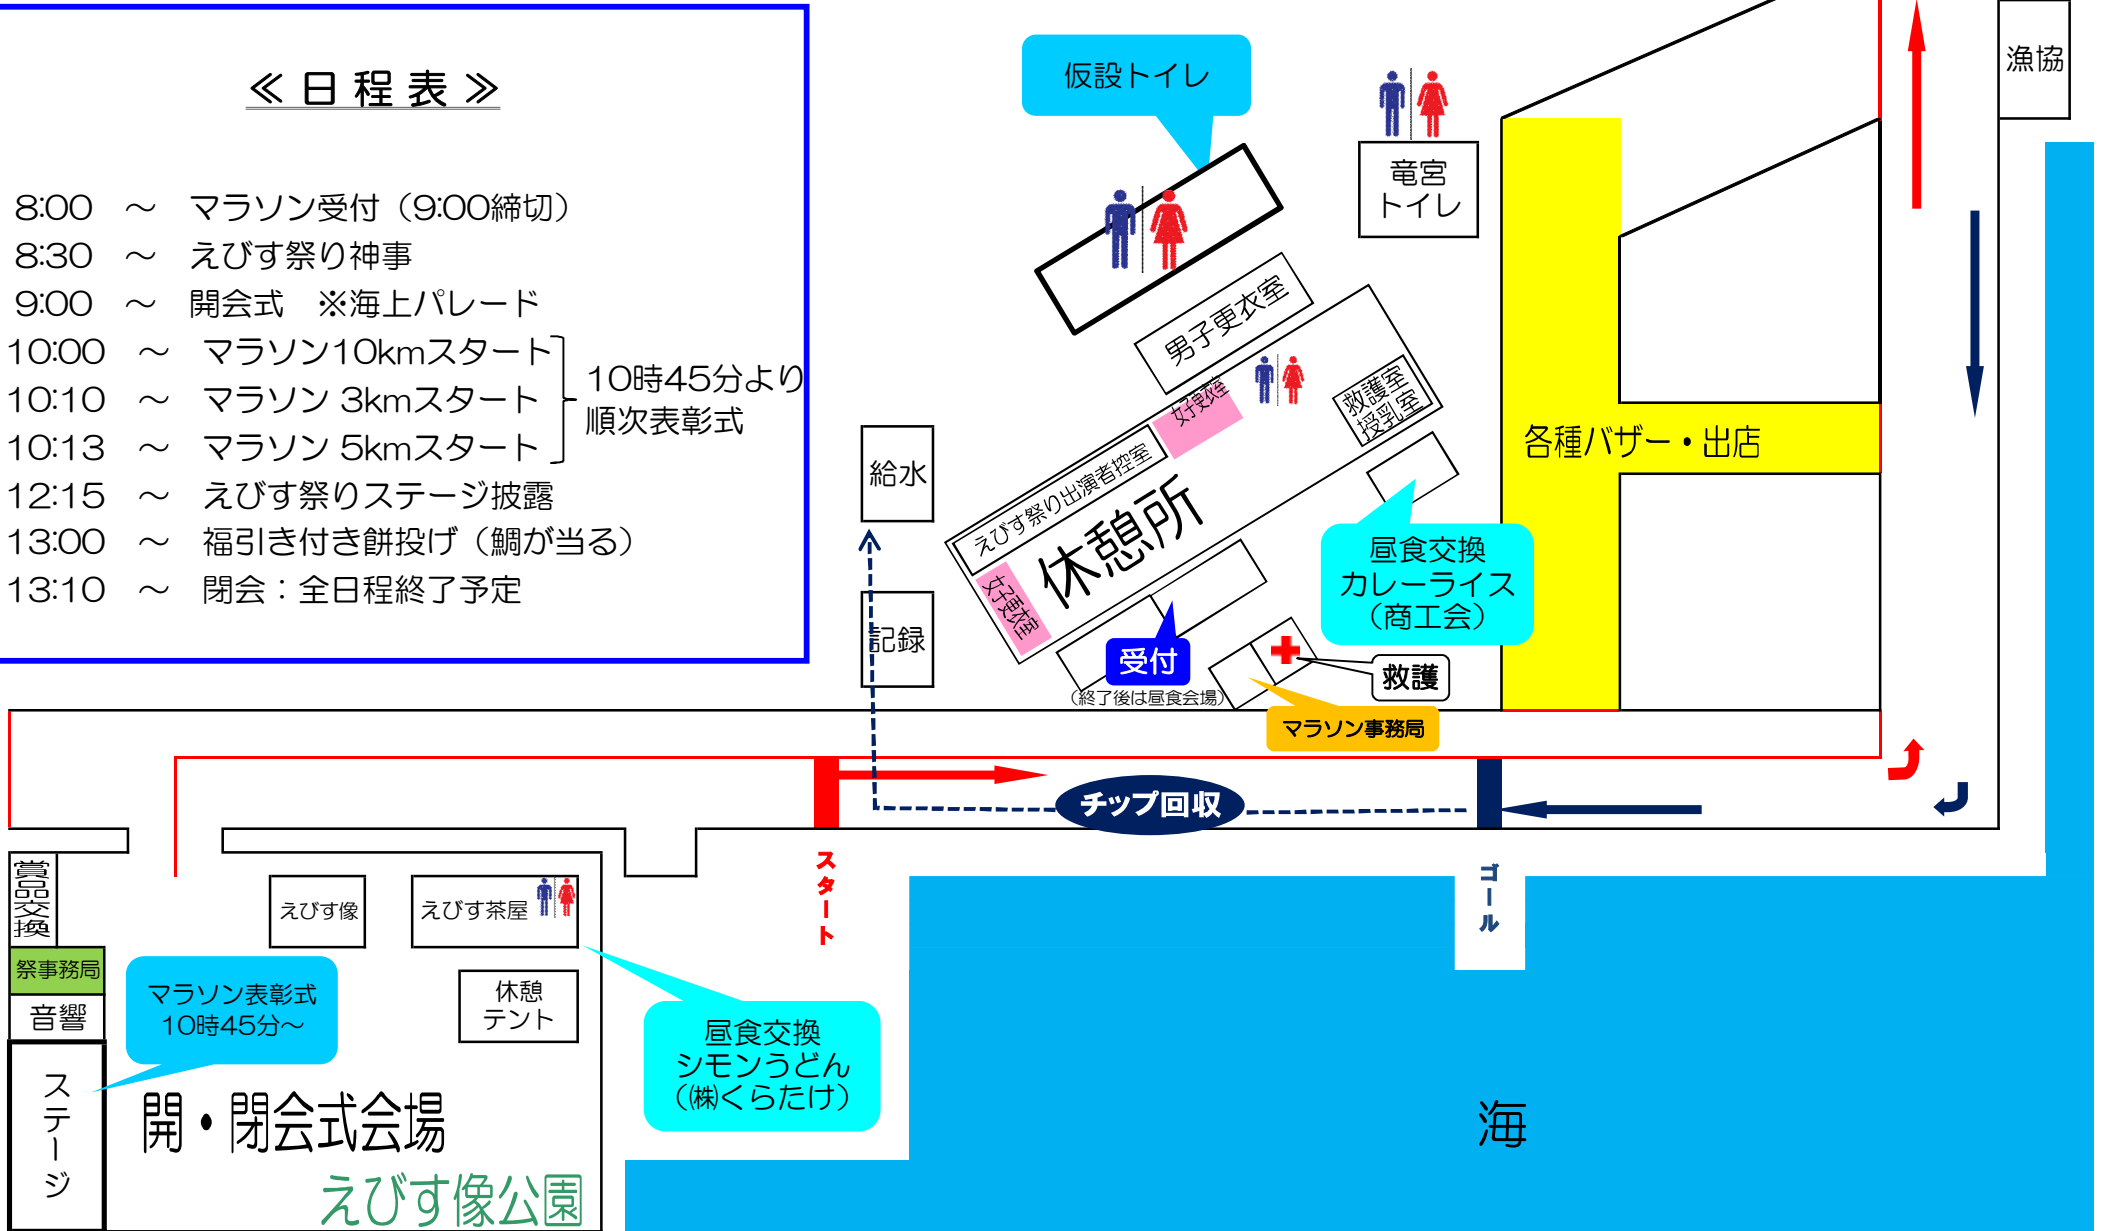 ≪ 日 程 表 ≫
8:00 ～ マラソン受付（9:00締切）
8:30 ～ えびす祭り神事
9:00 ～ 開会式 ※海上パレード
10:00 ～ マラソン10kmスタート
10:10 ～ マラソン 3kmスタート
10:13 ～ マラソン 5kmスタート
10時45分より
順次表彰式
12:15 ～ えびす祭りステージ披露
13:00 ～ 福引き付き餅投げ（鯛が当る）
13:10 ～ 閉会：全日程終了予定
仮設トイレ
竜宮
トイレ
漁協
男子更衣室
女子更衣室
救護室
授乳室
えびす祭り出演者控室
休憩所
女子更衣室
給水
記録
各種バザー・出店
昼食交換
カレーライス
（商工会）
受付
（終了後は昼食会場）
救護
マラソン事務局
チップ回収
スタート
ゴール
賞品交換
祭事務局
音響
ステージ
えびす像
えびす茶屋
休憩
テント
マラソン表彰式
10時45分～
昼食交換
シモンうどん
（㈱くらたけ）
開・閉会式会場
えびす像公園
海